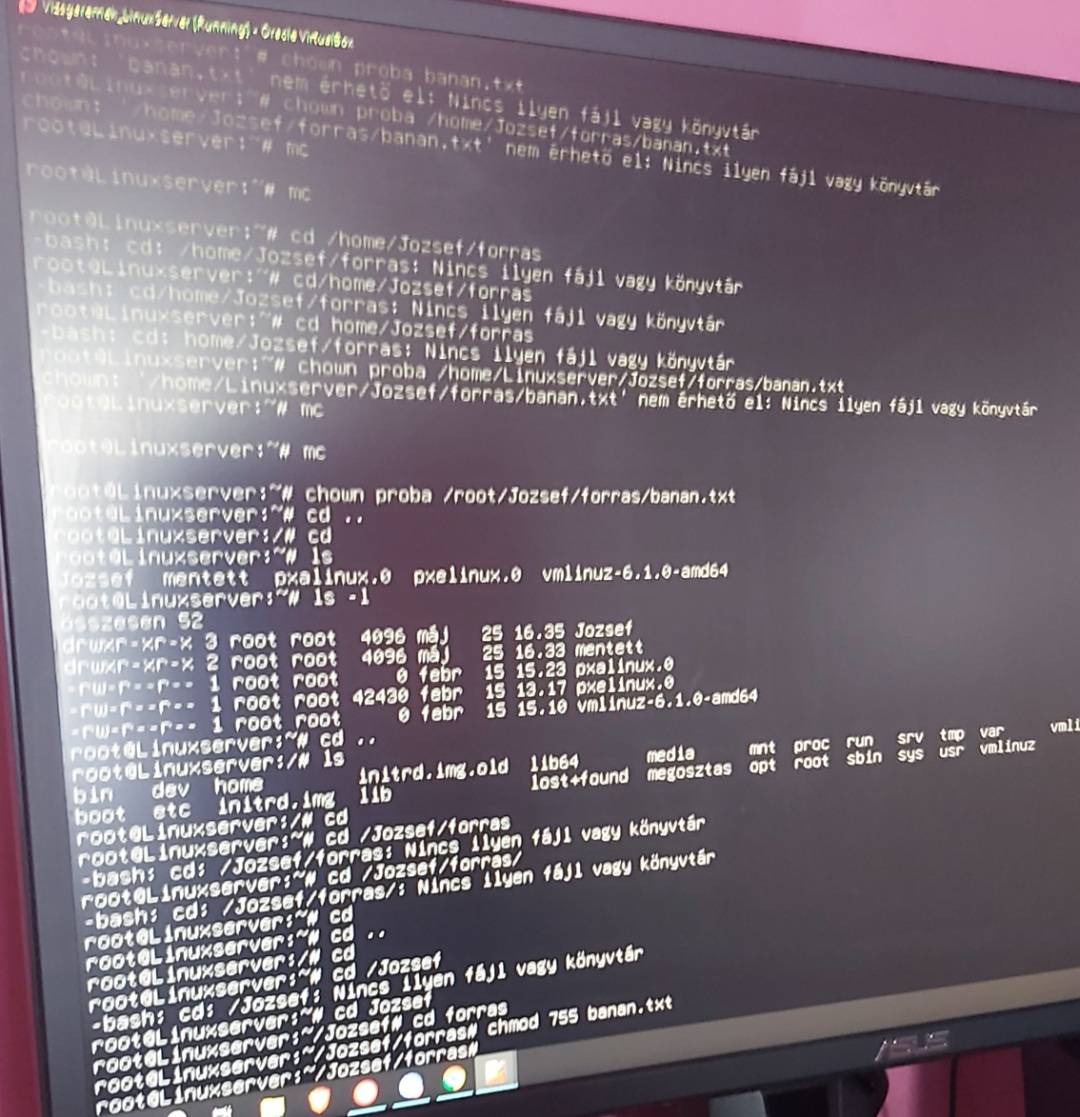 Vizsgaremek_LinuxServer (Running) - Oracle VirtualBox
root@Linuxserver:~# chown proba banan.txt
chown: 'banan.txt' nem érhető el: Nincs ilyen fájl vagy könyvtár
root@Linuxserver:~# chown proba /home/Jozsef/forras/banan.txt
chown: '/home/Jozsef/forras/banan.txt' nem érhető el: Nincs ilyen fájl vagy könyvtár
root@Linuxserver:~# mc
root@Linuxserver:~# mc
root@Linuxserver:~# cd /home/Jozsef/forras
-bash: cd: /home/Jozsef/forras: Nincs ilyen fájl vagy könyvtár
root@Linuxserver:~# cd/home/Jozsef/forras
-bash: cd/home/Jozsef/forras: Nincs ilyen fájl vagy könyvtár
root@Linuxserver:~# cd home/Jozsef/forras
-bash: cd: home/Jozsef/forras: Nincs ilyen fájl vagy könyvtár
root@Linuxserver:~# chown proba /home/Linuxserver/Jozsef/forras/banan.txt
chown: '/home/Linuxserver/Jozsef/forras/banan.txt' nem érhető el: Nincs ilyen fájl vagy könyvtár
root@Linuxserver:~# mc
root@Linuxserver:~# mc
root@Linuxserver:~# chown proba /root/Jozsef/forras/banan.txt
root@Linuxserver:~# cd ..
root@Linuxserver:/# cd
root@Linuxserver:~# ls
Jozsef mentett pxalinux.0 pxelinux.0 vmlinuz-6.1.0-amd64
root@Linuxserver:~# ls -l
összesen 52
drwxr-xr-x 3 root root 4096 máj 25 16.35 Jozsef
drwxr-xr-x 2 root root 4096 máj 25 16.33 mentett
-rw-r--r-- 1 root root 0 febr 15 15.23 pxalinux.0
-rw-r--r-- 1 root root 42430 febr 15 13.17 pxelinux.0
-rw-r--r-- 1 root root 0 febr 15 15.10 vmlinuz-6.1.0-amd64
root@Linuxserver:~# cd ..
root@Linuxserver:/# ls
bin dev home initrd.img.old lib64 media mnt proc run srv tmp var vmli
boot etc initrd.img lib lost+found megosztas opt root sbin sys usr vmlinuz
root@Linuxserver:/# cd
root@Linuxserver:~# cd /Jozsef/forras
-bash: cd: /Jozsef/forras: Nincs ilyen fájl vagy könyvtár
root@Linuxserver:~# cd /Jozsef/forras/
-bash: cd: /Jozsef/forras/: Nincs ilyen fájl vagy könyvtár
root@Linuxserver:~# cd
root@Linuxserver:~# cd ..
root@Linuxserver:/# cd
root@Linuxserver:~# cd /Jozsef
-bash: cd: /Jozsef: Nincs ilyen fájl vagy könyvtár
root@Linuxserver:~# cd Jozsef
root@Linuxserver:~/Jozsef# cd forras
root@Linuxserver:~/Jozsef/forras# chmod 755 banan.txt
root@Linuxserver:~/Jozsef/forras#
ASUS